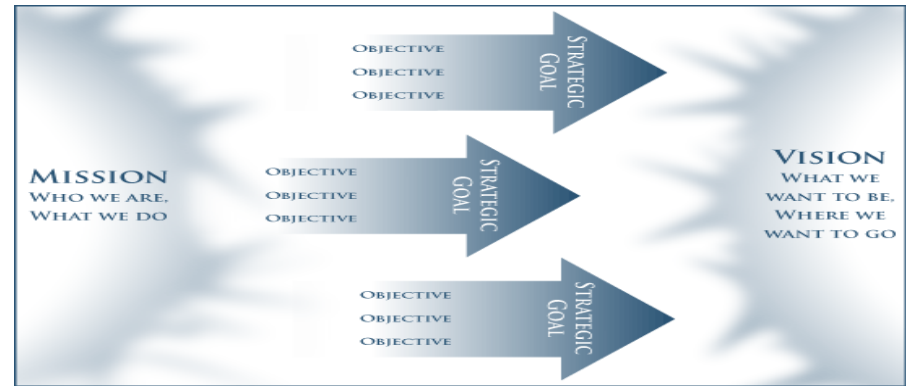 MISSION
WHO WE ARE,
WHAT WE DO
OBJECTIVE
OBJECTIVE
OBJECTIVE
STRATEGIC
GOAL
OBJECTIVE
OBJECTIVE
OBJECTIVE
STRATEGIC
GOAL
OBJECTIVE
OBJECTIVE
OBJECTIVE
STRATEGIC
GOAL
VISION
WHAT WE
WANT TO BE,
WHERE WE
WANT TO GO